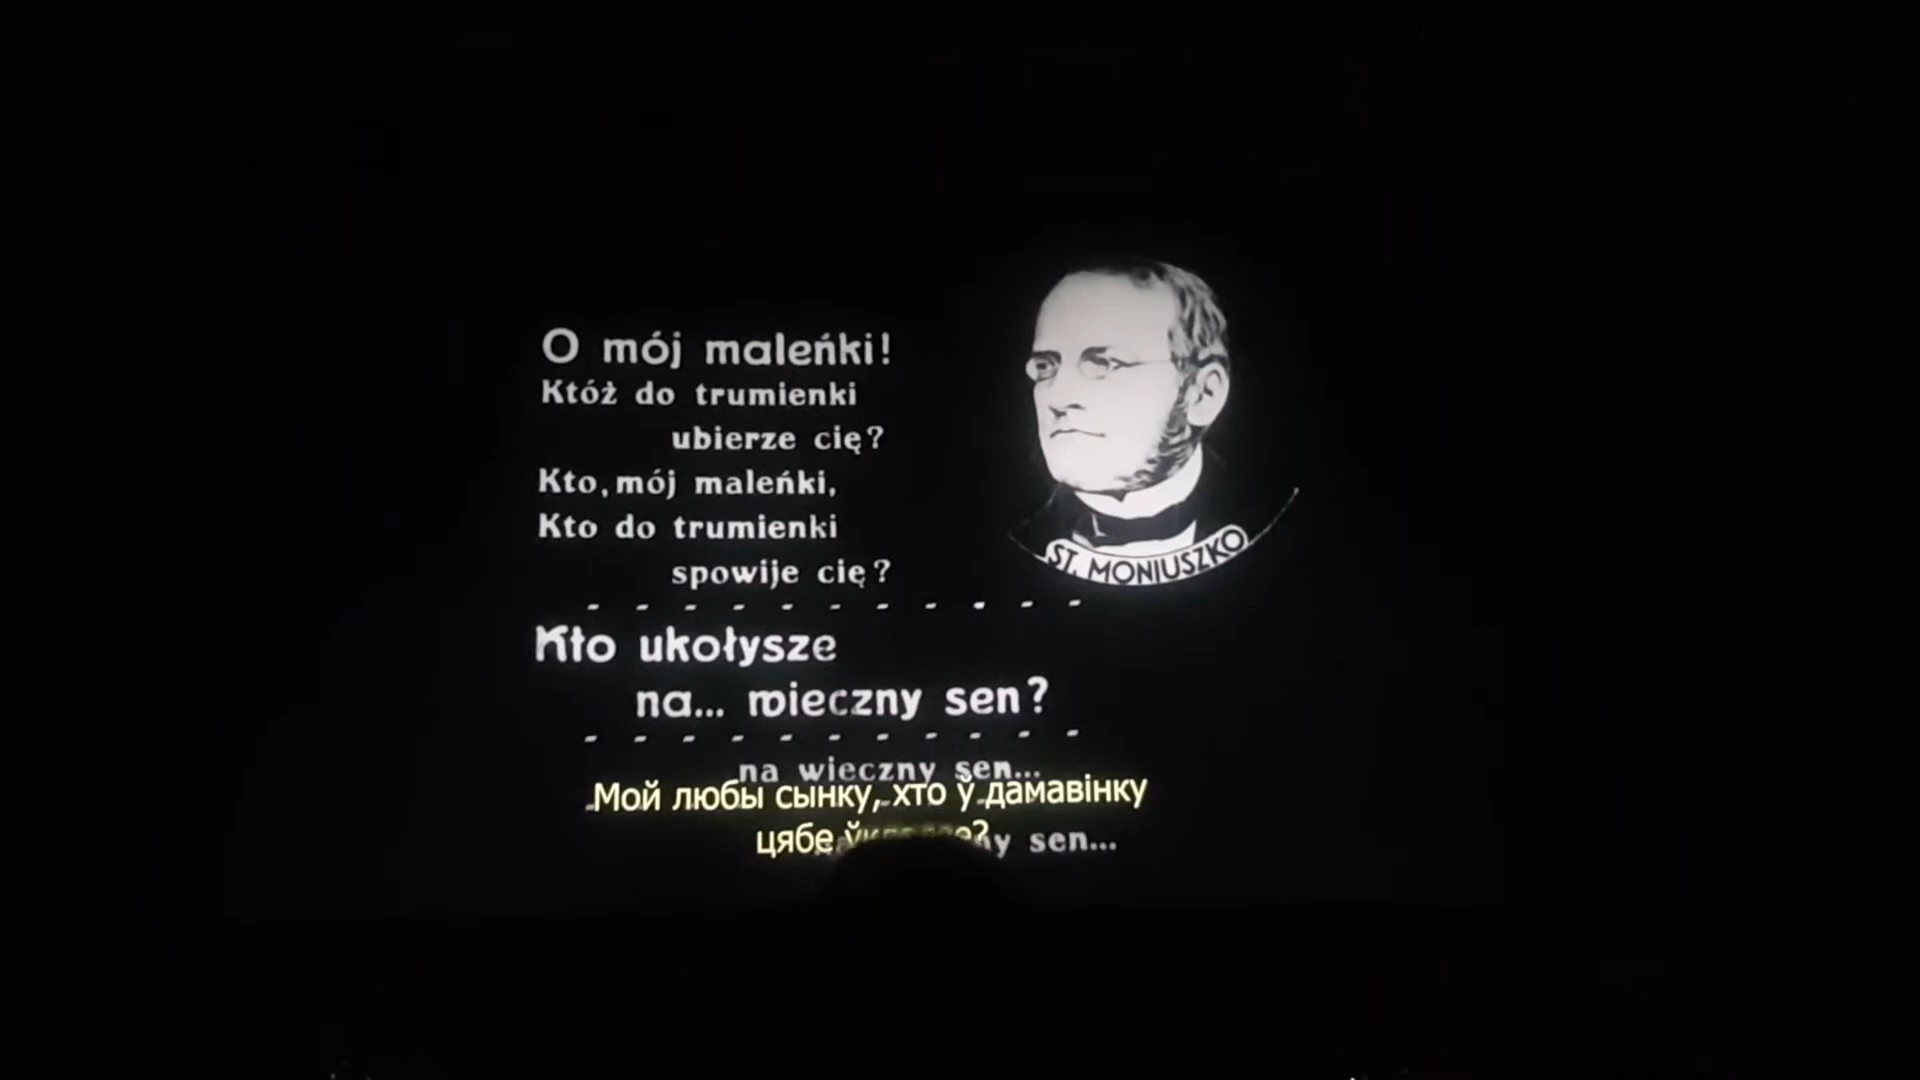 O mój maleńki!
Któż do trumienki
ubierze cię?
Kto, mój maleńki,
Kto do trumienki
spowije cię?
ST. MONIUSZKO
Kto ukołysze
na... wieczny sen?
na wieczny sen...
Мой любы сынку, хто ў дамавінку
цябе
sen...